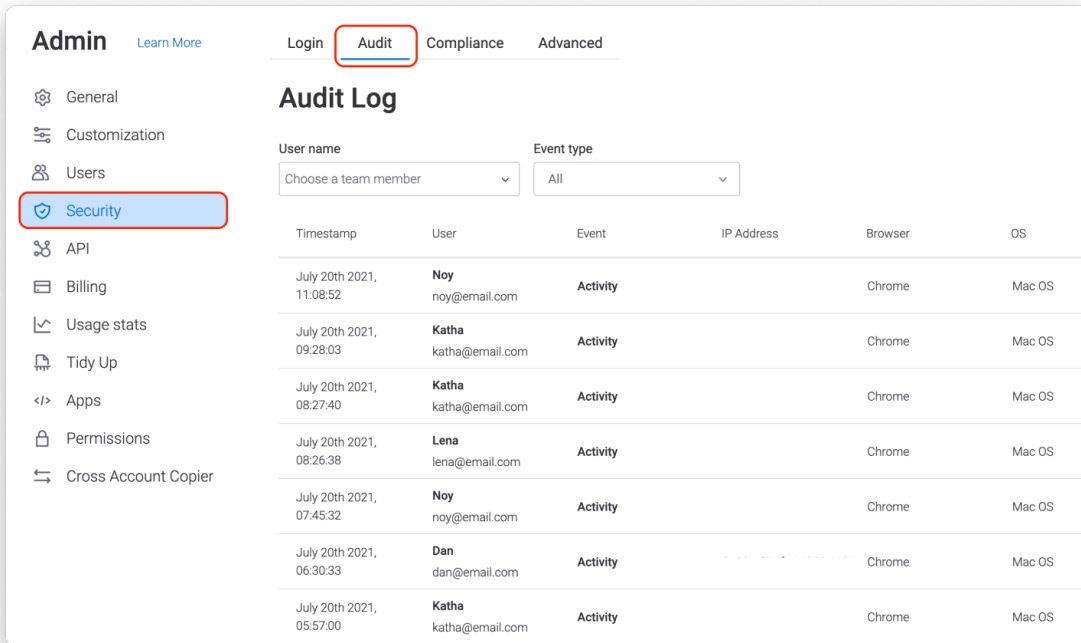 Admin Learn More
General
Customization
Users
Security
API
Billing
Usage stats
Tidy Up
Apps
Permissions
Cross Account Copier
Login Audit Compliance Advanced
Audit Log
User name Event type
Choose a team member All
Timestamp User Event IP Address Browser OS
July 20th 2021, Noy
11:08:52 noy@email.com Activity Chrome Mac OS
July 20th 2021, Katha
09:28:03 katha@email.com Activity Chrome Mac OS
July 20th 2021, Katha
08:27:40 katha@email.com Activity Chrome Mac OS
July 20th 2021, Lena
08:26:38 lena@email.com Activity Chrome Mac OS
July 20th 2021, Noy
07:45:32 noy@email.com Activity Chrome Mac OS
July 20th 2021, Dan
06:30:33 dan@email.com Activity Chrome Mac OS
July 20th 2021, Katha
05:57:00 katha@email.com Activity Chrome Mac OS